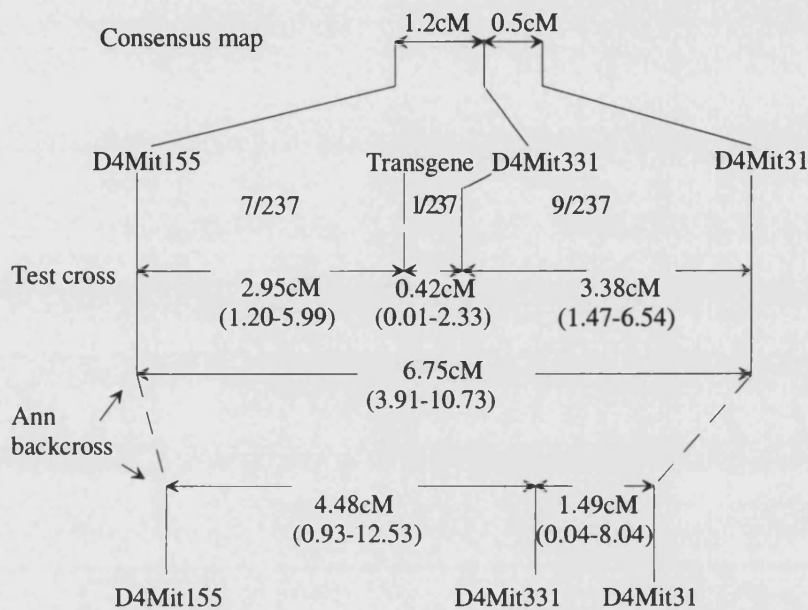 1.2cM 0.5cM
Consensus map
D4Mit155 Transgene D4Mit331 D4Mit31
7/237 1/237 9/237
Test cross
2.95cM 0.42cM 3.38cM
(1.20-5.99) (0.01-2.33) (1.47-6.54)
6.75cM
(3.91-10.73)
Ann
backcross
4.48cM 1.49cM
(0.93-12.53) (0.04-8.04)
D4Mit155 D4Mit331 D4Mit31